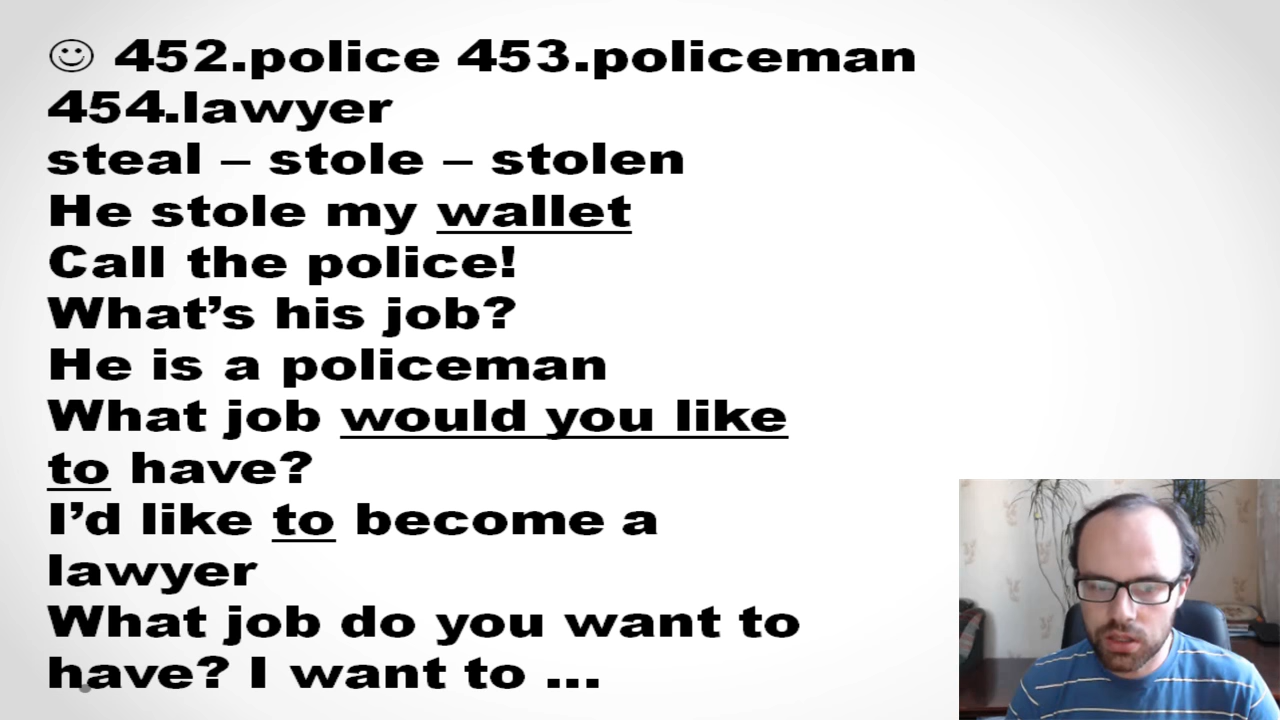 ☺ 452.police 453.policeman
454.lawyer
steal – stole – stolen
He stole my wallet
Call the police!
What’s his job?
He is a policeman
What job would you like
to have?
I’d like to become a
lawyer
What job do you want to
have? I want to ...